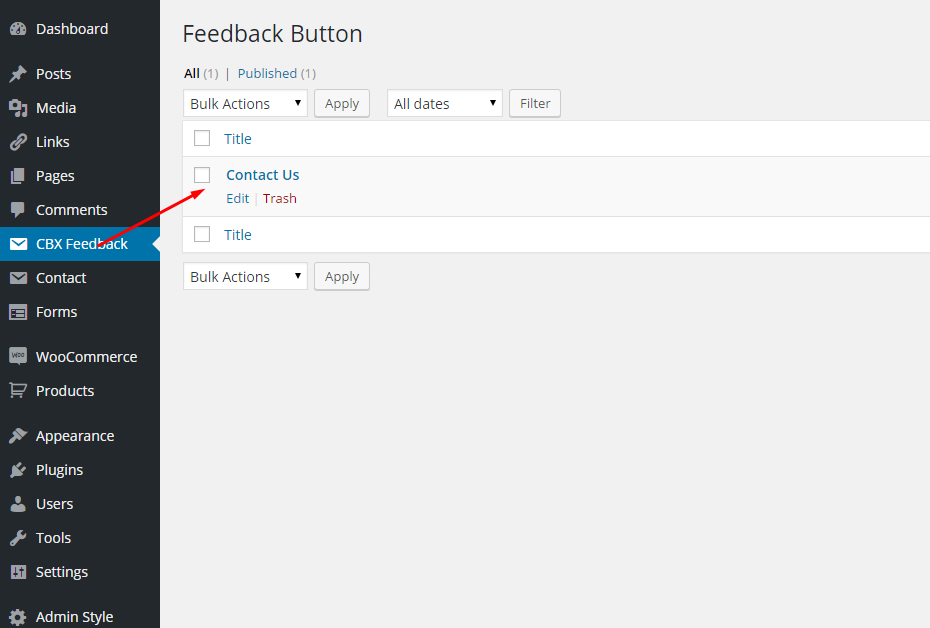 Dashboard
Posts
Media
Links
Pages
Comments
CBX Feedback
Contact
Forms
Woo WooCommerce
Products
Appearance
Plugins
Users
Tools
Settings
Admin Style
Feedback Button
All (1) | Published (1)
Bulk Actions Apply All dates Filter
Title
Contact Us
Edit | Trash
Title
Bulk Actions Apply